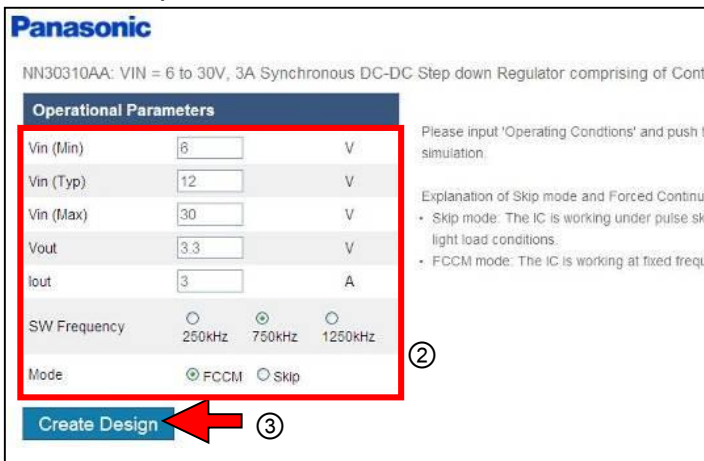 Panasonic
NN30310AA: VIN = 6 to 30V, 3A Synchronous DC-DC Step down Regulator comprising of Cont
Operational Parameters
Vin (Min) 6 V
Vin (Typ) 12 V
Vin (Max) 30 V
Vout 3.3 V
Iout 3 A
SW Frequency 250kHz 750kHz 1250kHz
Mode FCCM Skip
②
Create Design ③
Please input 'Operating Condtions' and push
simulation.
Explanation of Skip mode and Forced Continu
• Skip mode: The IC is working under pulse sk
light load conditions.
• FCCM mode: The IC is working at fixed frequ